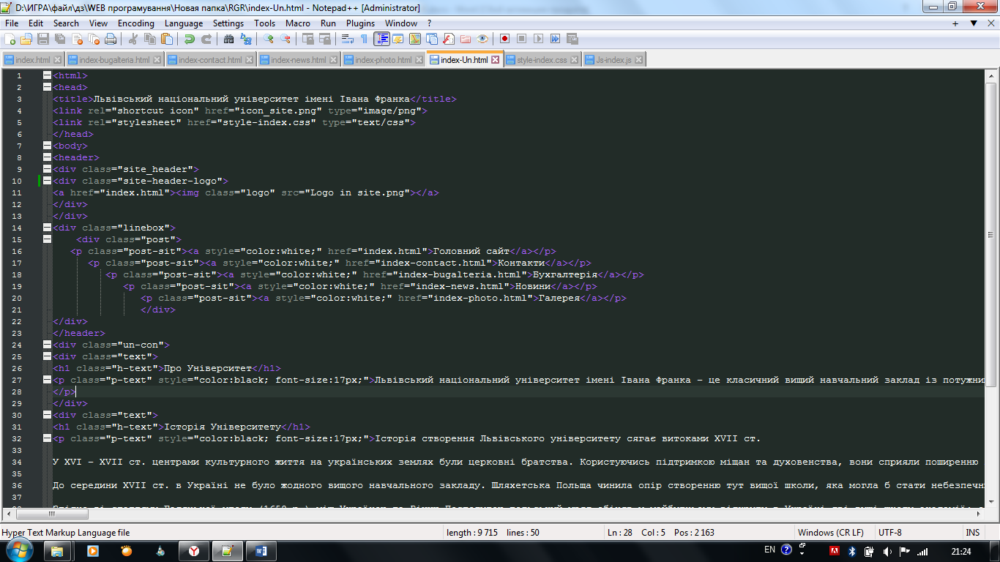 D:\ИГРА\файл\дз\WEB програмування\Новая папка\RGR\index-Un.html - Notepad++ [Administrator]
File Edit Search View Encoding Language Settings Tools Macro Run Plugins Window ? + ▼ X
index.html index-bugalteria.html index-contact.html index-news.html index-photo.html index-Un.html style-index.css Js-index.js
1 <html>
2 <head>
3 <title>Львівський національний університет імені Івана Франка</title>
4 <link rel="shortcut icon" href="icon_site.png" type="image/png">
5 <link rel="stylesheet" href="style-index.css" type="text/css">
6 </head>
7 <body>
8 <header>
9 <div class="site_header">
10 <div class="site-header-logo">
11 <a href="index.html"><img class="logo" src="Logo in site.png"></a>
12 </div>
13 </div>
14 <div class="linebox">
15 <div class="post">
16 <p class="post-sit"><a style="color:white;" href="index.html">Головний сайт</a></p>
17 <p class="post-sit"><a style="color:white;" href="index-contact.html">Контакти</a></p>
18 <p class="post-sit"><a style="color:white;" href="index-bugalteria.html">Бухгалтерія</a></p>
19 <p class="post-sit"><a style="color:white;" href="index-news.html">Новини</a></p>
20 <p class="post-sit"><a style="color:white;" href="index-photo.html">Галерея</a></p>
21 </div>
22 </div>
23 </header>
24 <div class="un-con">
25 <div class="text">
26 <h1 class="h-text">Про Університет</h1>
27 <p class="p-text" style="color:black; font-size:17px;">Львівський національний університет імені Івана Франка – це класичний вищий навчальний заклад із
28 </p>
29 </div>
30 <div class="text">
31 <h1 class="h-text">Історія Університету</h1>
32 <p class="p-text" style="color:black; font-size:17px;">Історія створення Львівського університету сягає витоками XVII ст.
33
34 У XVI – XVII ст. центрами культурного життя на українських землях були церковні братства. Користуючись підтримкою міщан та духовенства, вони сприяли поширенню
35
36 До середини XVII ст. в Україні не було жодного вищого навчального закладу. Шляхетська Польща чинила опір створенню тут вищої школи, яка могла б стати
37
Hyper Text Markup Language file length : 9 715 lines : 50 Ln : 28 Col : 5 Pos : 2 163 Windows (CR LF) UTF-8 INS
EN 21:24